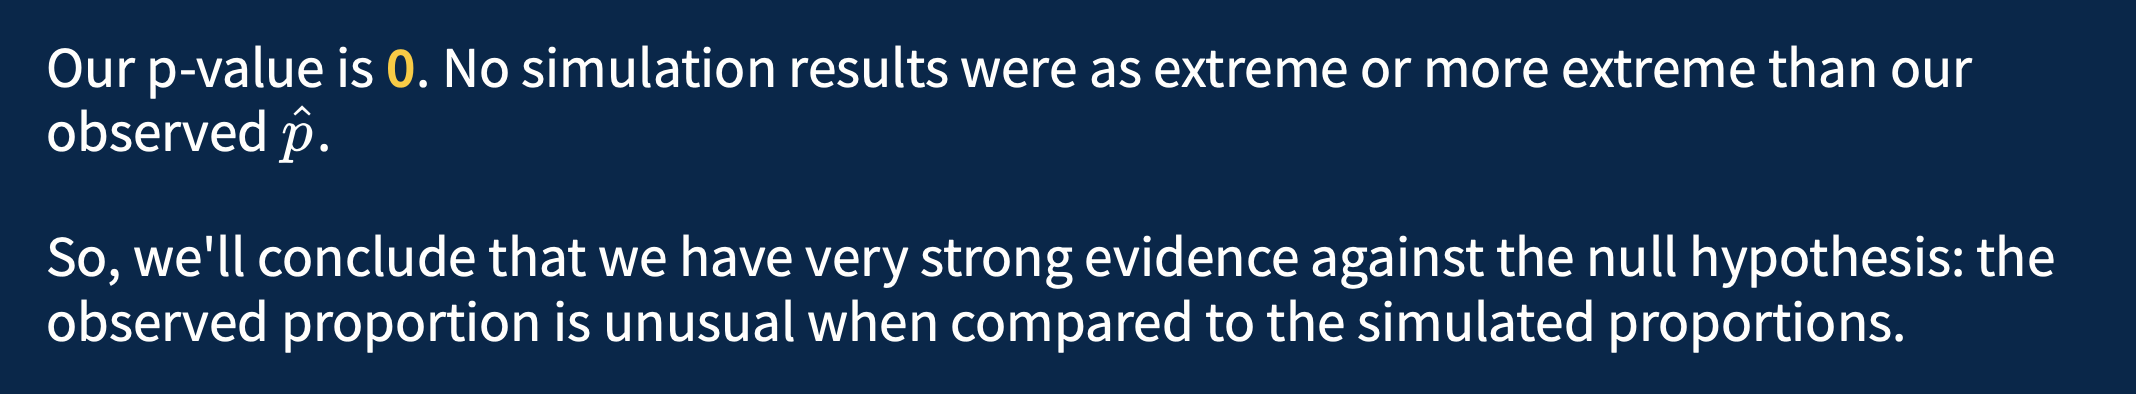 Our p-value is 0. No simulation results were as extreme or more extreme than our
observed p̂.
So, we'll conclude that we have very strong evidence against the null hypothesis: the
observed proportion is unusual when compared to the simulated proportions.